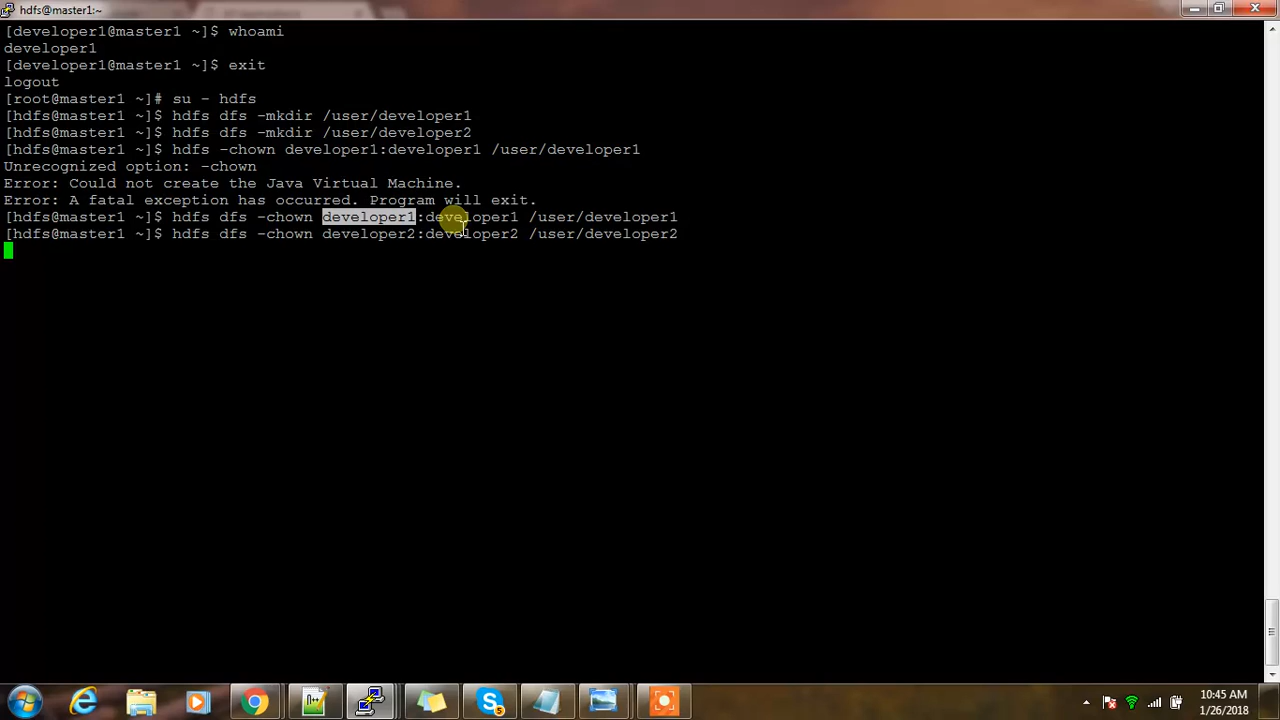 hdfs@master1:~
[developer1@master1 ~]$ whoami
developer1
[developer1@master1 ~]$ exit
logout
[root@master1 ~]# su - hdfs
[hdfs@master1 ~]$ hdfs dfs -mkdir /user/developer1
[hdfs@master1 ~]$ hdfs dfs -mkdir /user/developer2
[hdfs@master1 ~]$ hdfs -chown developer1:developer1 /user/developer1
Unrecognized option: -chown
Error: Could not create the Java Virtual Machine.
Error: A fatal exception has occurred. Program will exit.
[hdfs@master1 ~]$ hdfs dfs -chown developer1:developer1 /user/developer1
[hdfs@master1 ~]$ hdfs dfs -chown developer2:developer2 /user/developer2
10:45 AM
1/26/2018